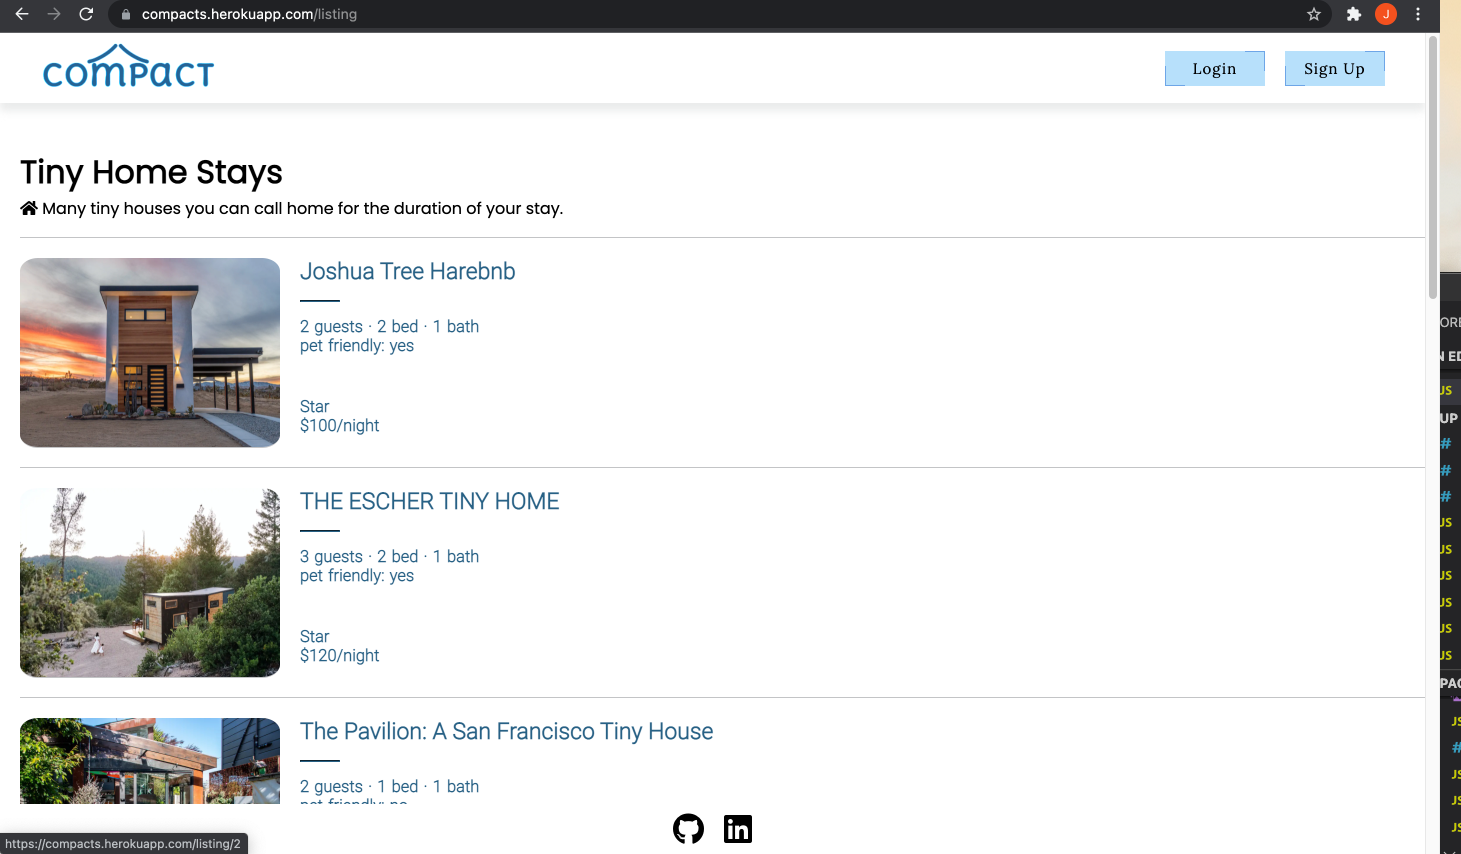 compacts.herokuapp.com/listing
J
comPacT
Login
Sign Up
Tiny Home Stays
Many tiny houses you can call home for the duration of your stay.
Joshua Tree Harebnb
2 guests · 2 bed · 1 bath
pet friendly: yes
Star
$100/night
THE ESCHER TINY HOME
3 guests · 2 bed · 1 bath
pet friendly: yes
Star
$120/night
The Pavilion: A San Francisco Tiny House
2 guests · 1 bed · 1 bath
pet friendly: no
in
https://compacts.herokuapp.com/listing/2
ORE
N ED
JS
UP
#
#
#
JS
JS
JS
JS
JS
JS
PAC
JS
#
JS
JS
JS